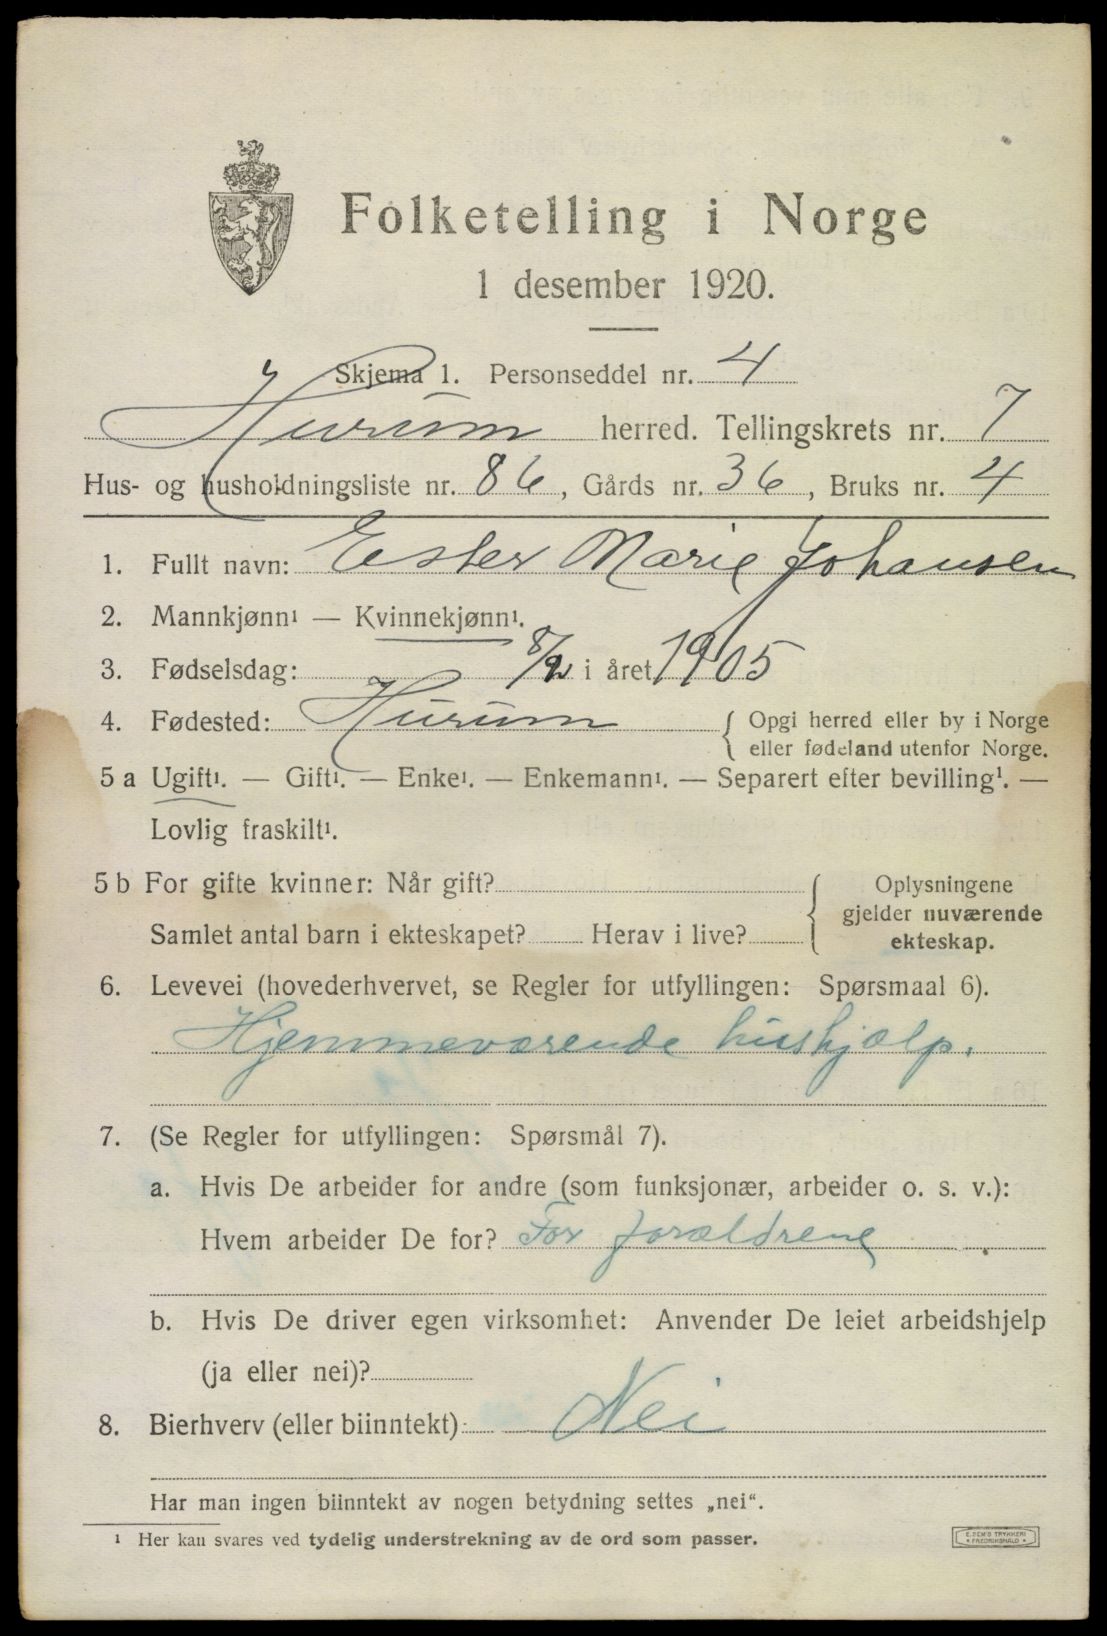 Folketelling i Norge
1 desember 1920.
Skjema 1. Personseddel nr. 4
Hurum herred. Tellingskrets nr. 7
Hus- og husholdningsliste nr. 86, Gårds nr. 36, Bruks nr. 4
1. Fullt navn: Ester Marie Johansen
2. Mannkjønn¹ — Kvinnekjønn¹.
3. Fødselsdag: 8/2 i året 1905
4. Fødested: Hurum { Opgi herred eller by i Norge
eller fødeland utenfor Norge.
5 a Ugift¹. — Gift¹. — Enke¹. — Enkemann¹. — Separert efter bevilling¹. —
Lovlig fraskilt¹.
5 b For gifte kvinner: Når gift? { Oplysningene
gjelder nuværende
Samlet antal barn i ekteskapet? Herav i live? ekteskap.
6. Levevei (hovederhvervet, se Regler for utfyllingen: Spørsmaal 6).
Hjemmeværende hushjælp.
7. (Se Regler for utfyllingen: Spørsmål 7).
a. Hvis De arbeider for andre (som funksjonær, arbeider o. s. v.):
Hvem arbeider De for? For forældrene
b. Hvis De driver egen virksomhet: Anvender De leiet arbeidshjelp
(ja eller nei)?
8. Bierhverv (eller biinntekt) Nei
Har man ingen biinntekt av nogen betydning settes „nei“.
¹ Her kan svares ved tydelig understrekning av de ord som passer.
E. SEM'S TRYKKERI
FREDRIKSHALD